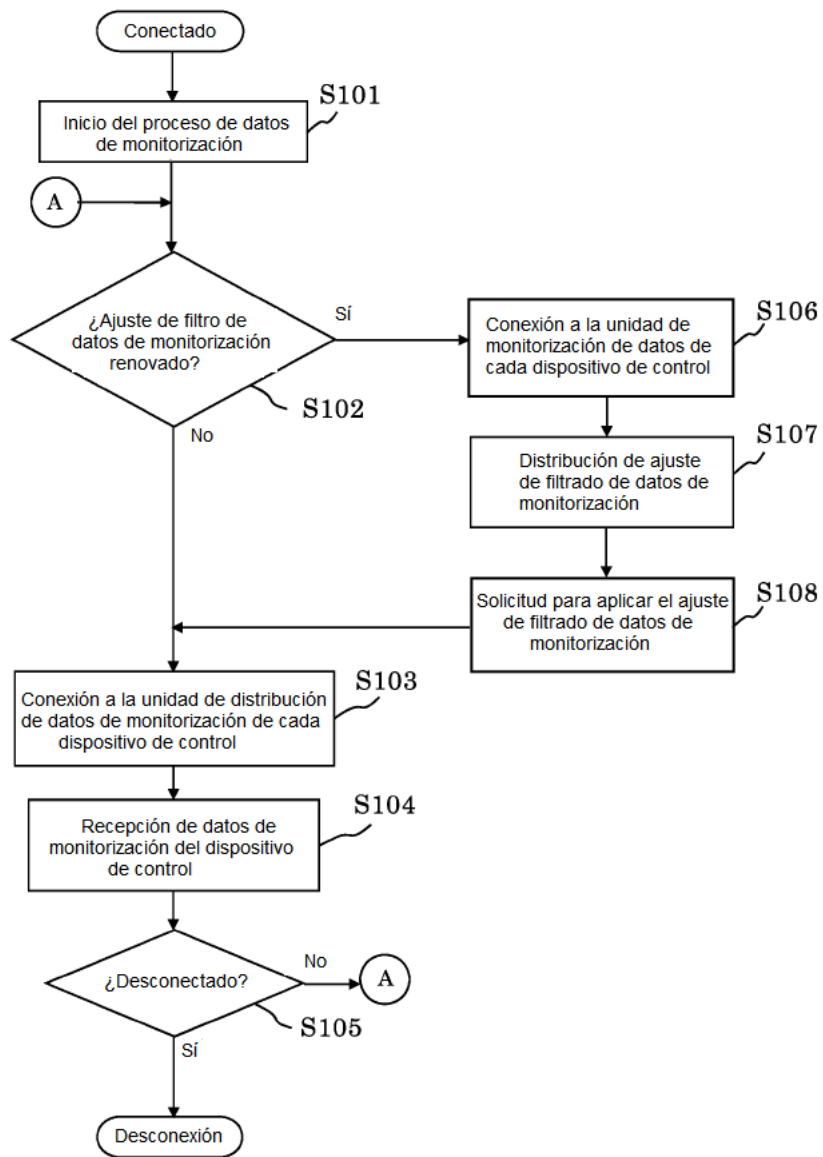 Conectado
S101
Inicio del proceso de datos
de monitorización
A
¿Ajuste de filtro de
datos de monitorización
renovado?
Sí
S102
No
S106
Conexión a la unidad de
monitorización de datos de
cada dispositivo de control
S107
Distribución de ajuste
de filtrado de datos de
monitorización
S108
Solicitud para aplicar el ajuste
de filtrado de datos de
monitorización
S103
Conexión a la unidad de distribución
de datos de monitorización de cada
dispositivo de control
S104
Recepción de datos de
monitorización del dispositivo
de control
¿Desconectado?
No
A
S105
Sí
Desconexión